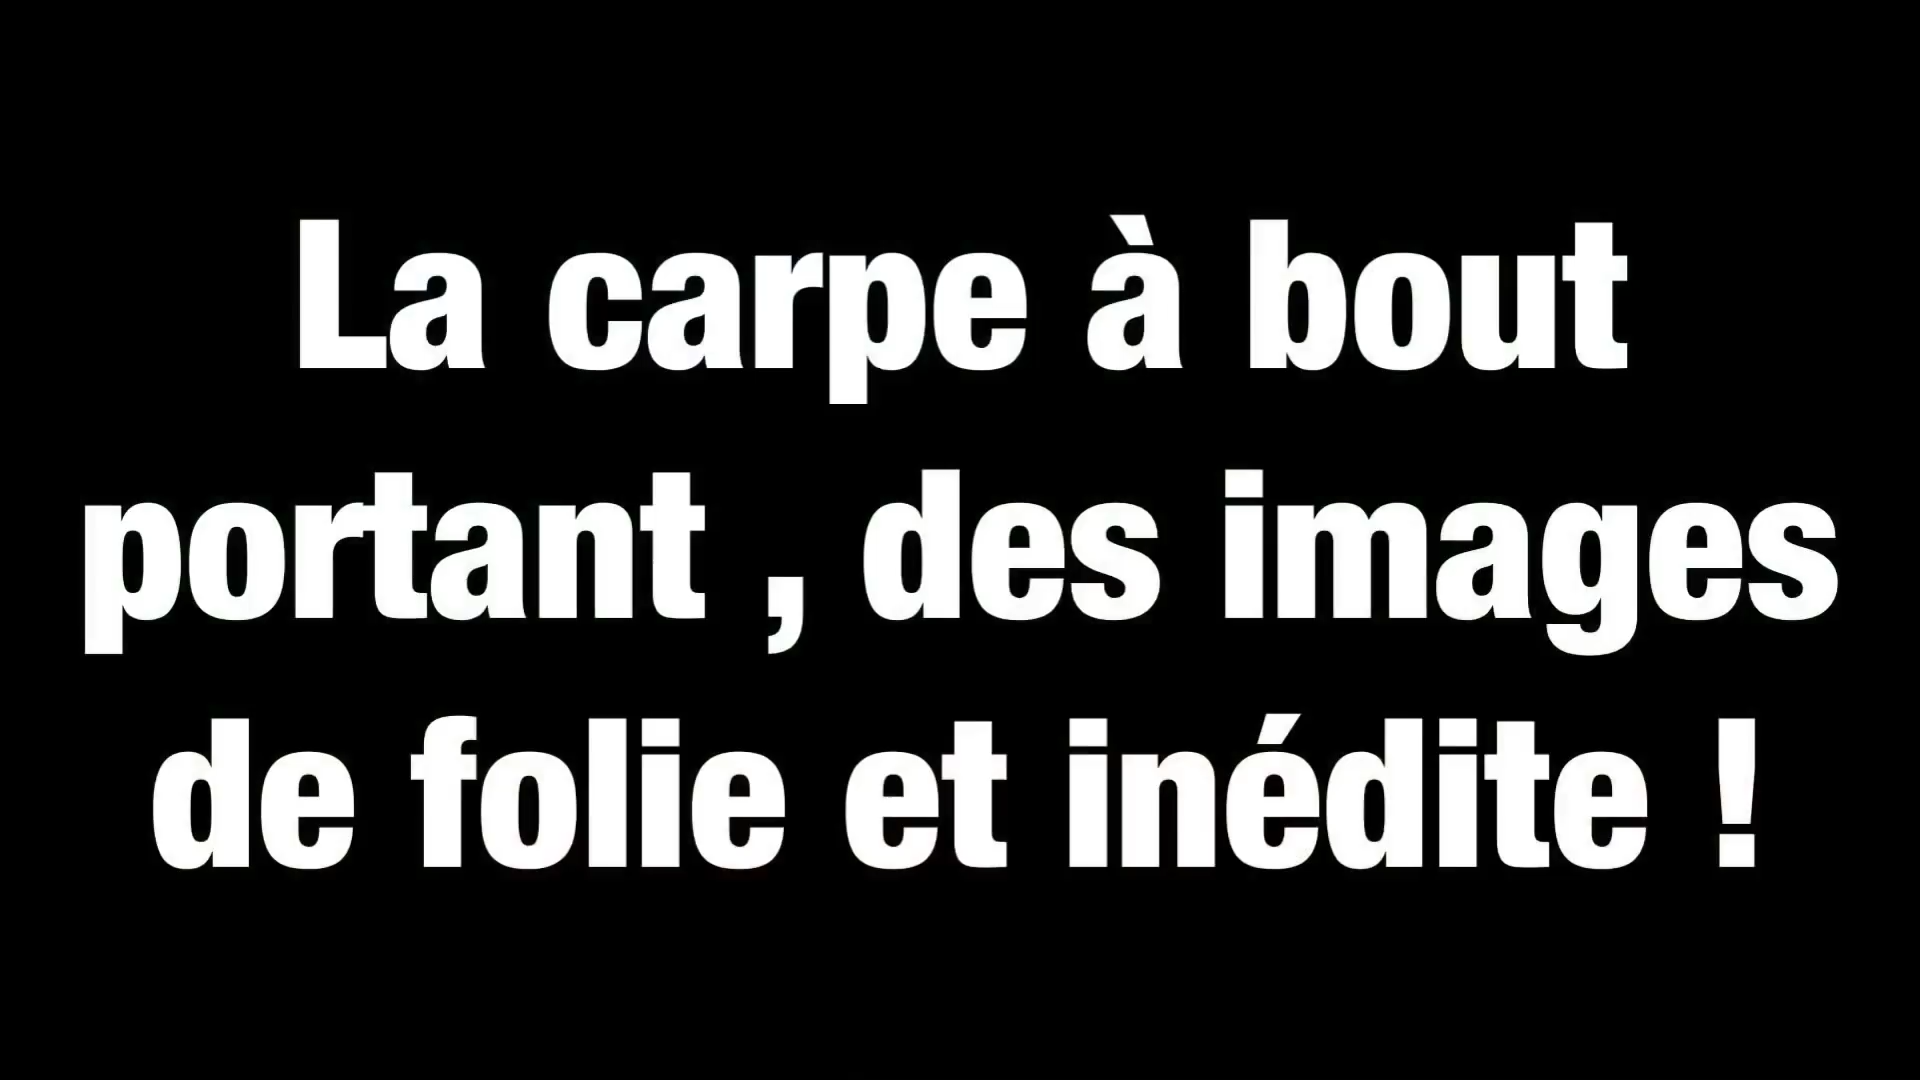 La carpe à bout
portant , des images
de folie et inédite !